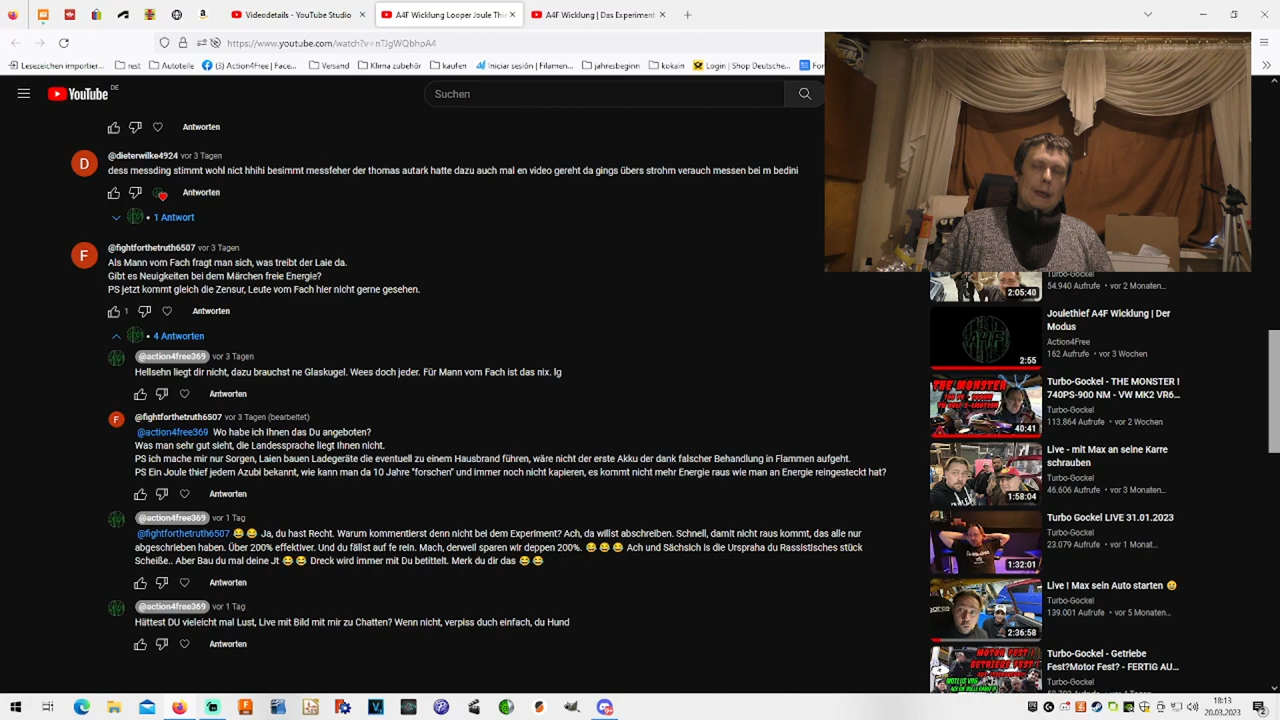 Videodetails - YouTube Studio
A4F Wicklung Looper Joule Thie
A4F Wicklung | Das Experiment
https://www.youtube.com/watch?v=nTJgWQbhpA4
Lesezeichen importier...
rest
Autoteile
(3) Action4Free | Face...
Versand
Klima zubehör
kaufen
Iniciar sesión | Filamen...
jahresbeginn
kokain
Login | Shop Deutsche...
For
YouTube DE
Suchen
Antworten
@dieterwilke4924 vor 3 Tagen
D
dess messding stimmt wohl nict hhihi besimmt messfeher der thomas autark hatte dazu auch mal en video gereht da gings übers strohm verauch messen bei m bedini
Antworten
1 Antwort
@fightforthetruth6507 vor 3 Tagen
F
Als Mann vom Fach fragt man sich, was treibt der Laie da.
Gibt es Neuigkeiten bei dem Märchen freie Energie?
PS jetzt kommt gleich die Zensur, Leute vom Fach hier nicht gerne gesehen.
1 Antworten
4 Antworten
@action4free369 vor 3 Tagen
Hellsehn liegt dir nicht, dazu brauchst ne Glaskugel. Wees doch jeder. Für Mann vom Fach ist das nix. lg
Antworten
@fightforthetruth6507 vor 3 Tagen (bearbeitet)
F
@action4free369 Wo habe ich Ihnen das Du angeboten?
Was man sehr gut sieht, die Landessprache liegt Ihnen nicht.
PS ich mache mir nur Sorgen, Laien bauen Ladegeräte die eventuell zu einem Hausbrand führen, wäre nicht der erste Akku der dank falscher Behandlung in Flammen aufgeht.
PS Ein Joule thief jedem Azubi bekannt, wie kann man da 10 Jahre "forschen" und immer noch nicht kapieren, es kommt nicht mehr Energie raus wie man an Energie reingesteckt hat?
Antworten
@action4free369 vor 1 Tag
@fightforthetruth6507 😂😂 Ja, du hast Recht. Warum kommentierst denn nicht bei dem Experiment? Ach, da willst abschreiben. Schnell, damit nicht raus kommt, das alle nur
abgeschrieben haben. Über 200% effektiver. Und du fällst auf fe rein. Mach, derweil sparen wir deppen 200%. 😂😂😂 Ach und Sächsich is die Urspraha du Rassistisches stück
Scheiße.. Aber Bau du mal deine Jt 😂😂 Dreck wird immer mit Du betittelt. Merk du dir das 😂😂
Antworten
@action4free369 vor 1 Tag
Hättest DU vieleicht mal Lust, Live mit Bild mit mir zu Chatten? Wenn nicht, verpiss duch einfach, du Hund
Antworten
Turbo-Gockel
54.940 Aufrufe • vor 2 Monaten...
2:05:40
Joulethief A4F Wicklung | Der
Modus
Action4Free
162 Aufrufe • vor 3 Wochen
A4F
2:55
Turbo-Gockel - THE MONSTER !
740PS-900 NM - VW MK2 VR6...
Turbo-Gockel
113.864 Aufrufe • vor 2 Wochen
THE MONSTER
40:41
Live - mit Max an seine Karre
schrauben
Turbo-Gockel
46.606 Aufrufe • vor 3 Monaten...
1:58:04
Turbo Gockel LIVE 31.01.2023
Turbo-Gockel
23.079 Aufrufe • vor 1 Monat...
1:32:01
Live ! Max sein Auto starten 😀
Turbo-Gockel
139.001 Aufrufe • vor 5 Monaten...
2:36:58
Turbo-Gockel - Getriebe
Fest?Motor Fest? - FERTIG AU...
Turbo-Gockel
MOTOR FEST !
GETRIEBE FEST?
18:13
20.03.2023
2